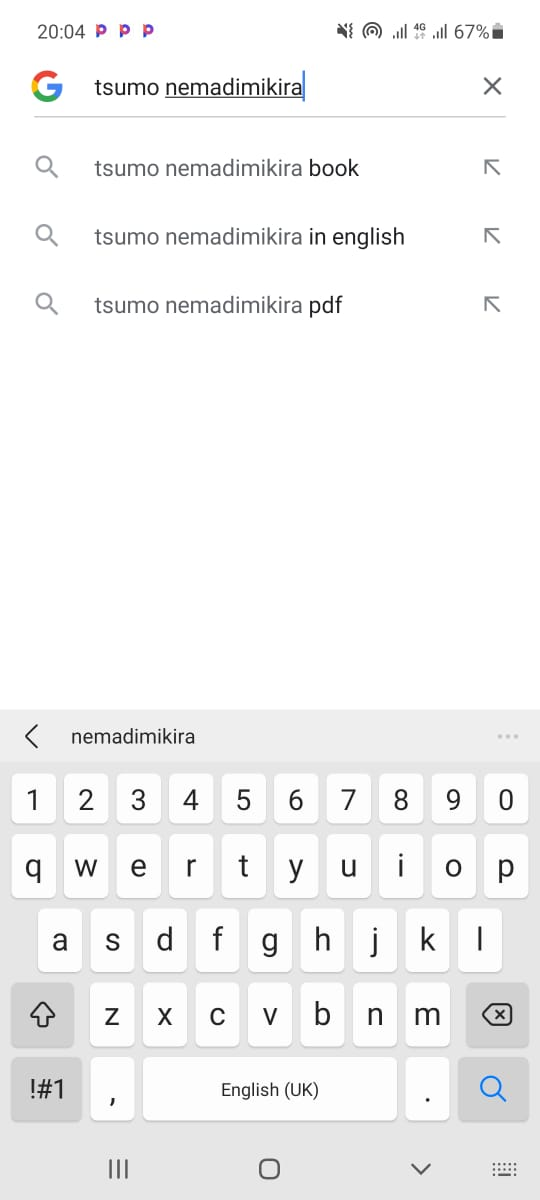 20:04 4G 67%
tsumo nemadimikira
tsumo nemadimikira book
tsumo nemadimikira in english
tsumo nemadimikira pdf
nemadimikira
1 2 3 4 5 6 7 8 9 0
q w e r t y u i o p
a s d f g h j k l
z x c v b n m
!#1 , English (UK) .